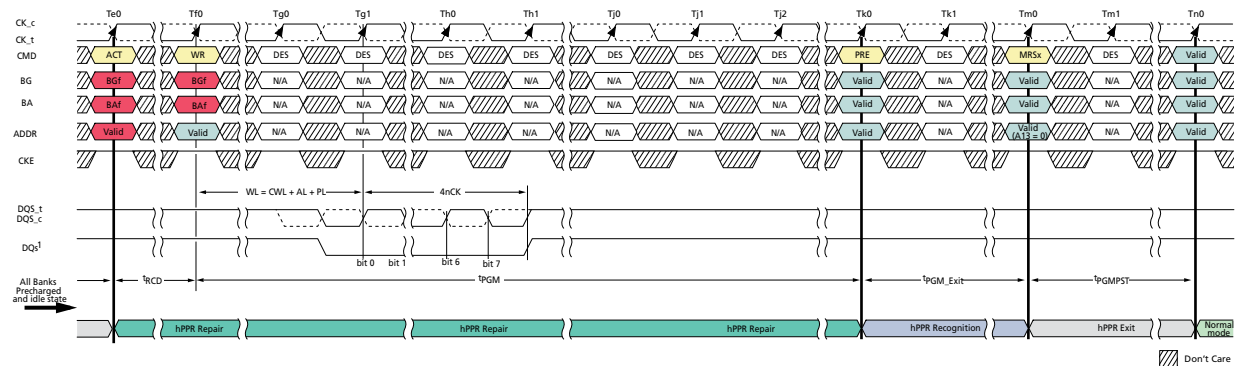 CK_c Te0 Tf0 Tg0 Tg1 Th0 Th1 Tj0 Tj1 Tj2 Tk0 Tk1 Tm0 Tm1 Tn0
CK_t
CMD ACT WR DES DES DES DES DES DES DES PRE DES MRSx DES Valid
BG BGf BGf N/A N/A N/A N/A N/A N/A N/A Valid N/A Valid N/A Valid
BA BAf BAf N/A N/A N/A N/A N/A N/A N/A Valid N/A Valid N/A Valid
ADDR Valid Valid N/A N/A N/A N/A N/A N/A N/A Valid N/A Valid (A13 = 0) N/A Valid
CKE
WL = CWL + AL + PL 4nCK
DQS_t
DQS_c
DQs1
bit 0 bit 1 bit 6 bit 7
All Banks
Precharged
and idle state
tRCD tPGM tPGM_Exit tPGMPST
hPPR Repair hPPR Repair hPPR Repair hPPR Recognition hPPR Exit Normal mode
Don't Care